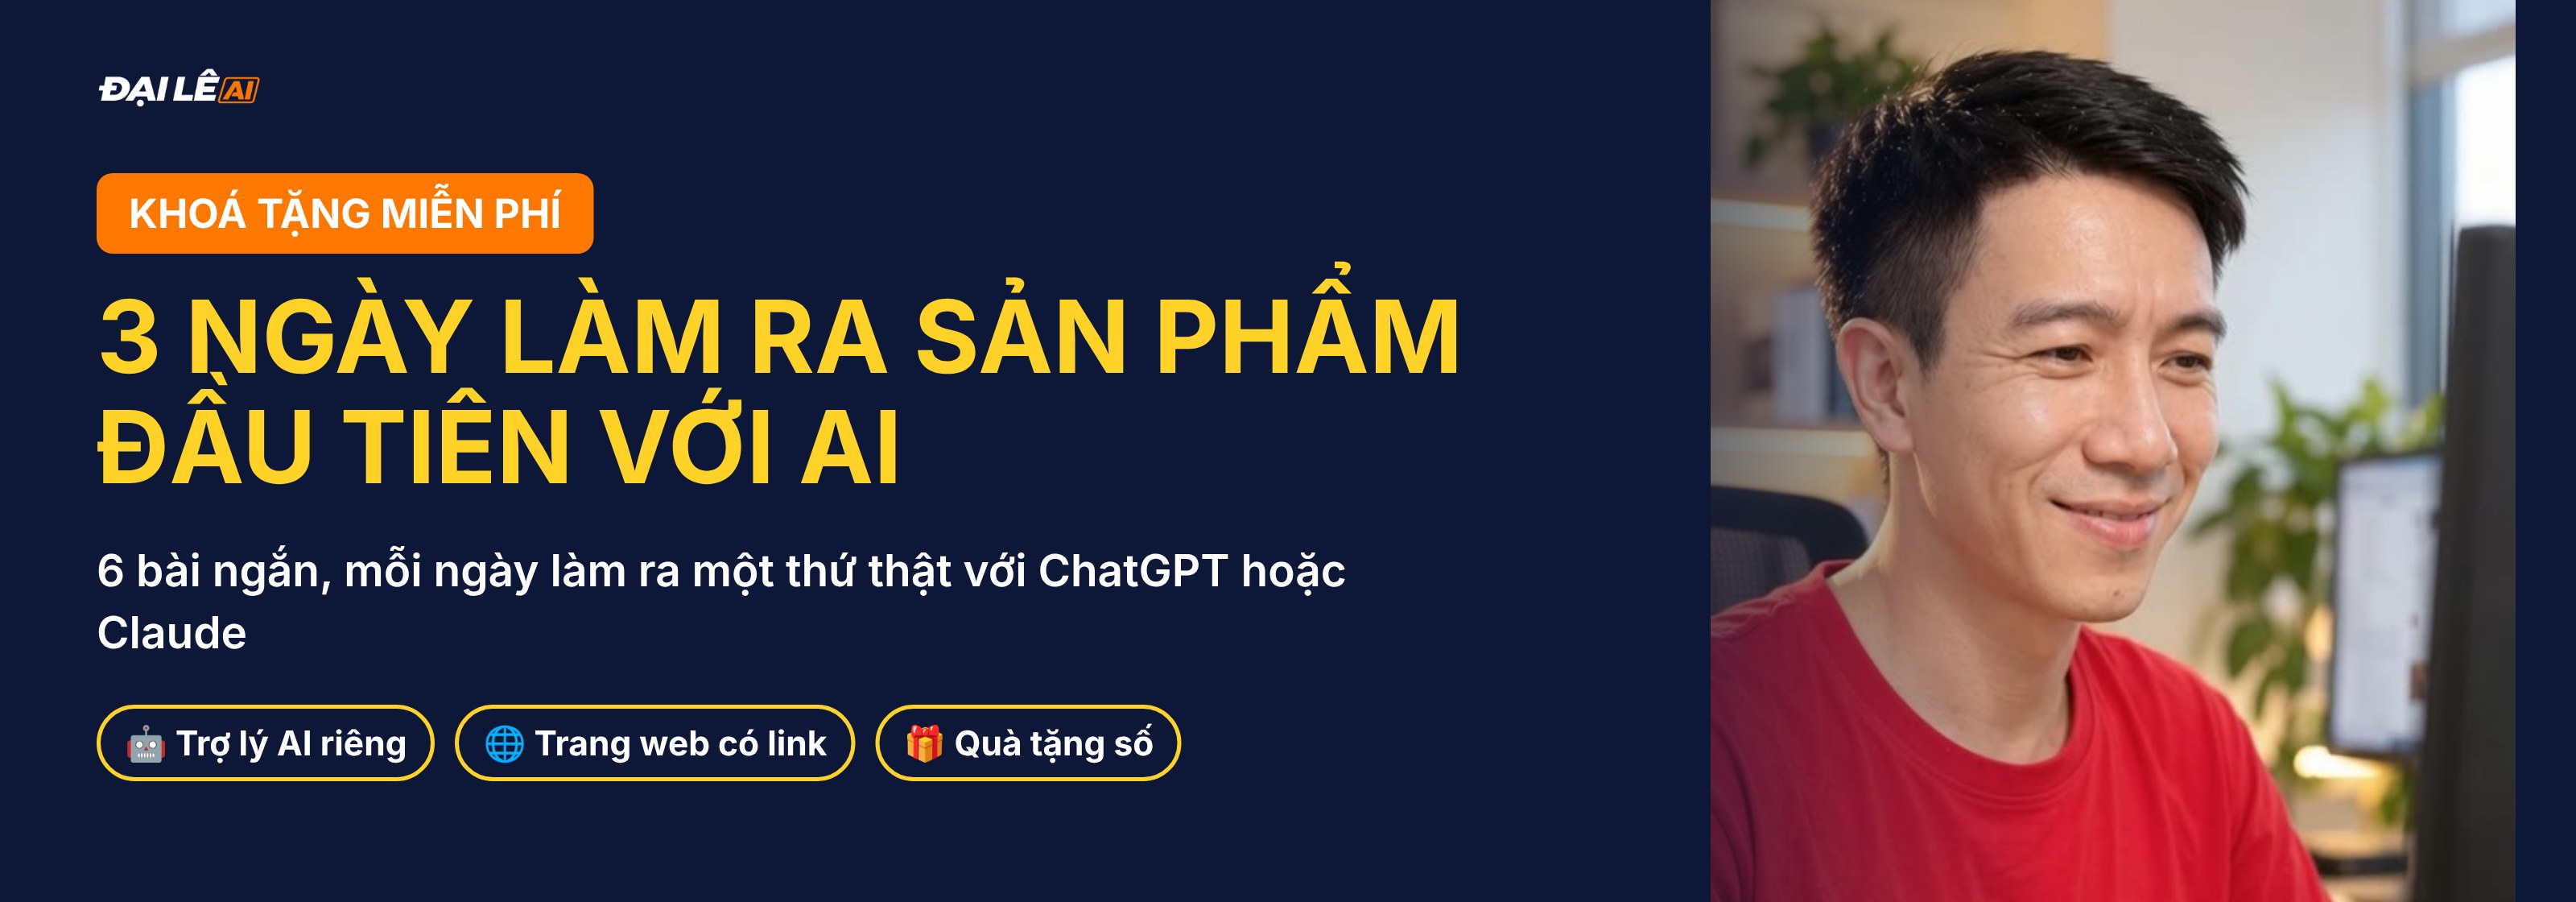 ĐẠI LÊ AI
KHOÁ TẶNG MIỄN PHÍ
3 NGÀY LÀM RA SẢN PHẨM
ĐẦU TIÊN VỚI AI
6 bài ngắn, mỗi ngày làm ra một thứ thật với ChatGPT hoặc
Claude
🤖 Trợ lý AI riêng
🌐 Trang web có link
🎁 Quà tặng số